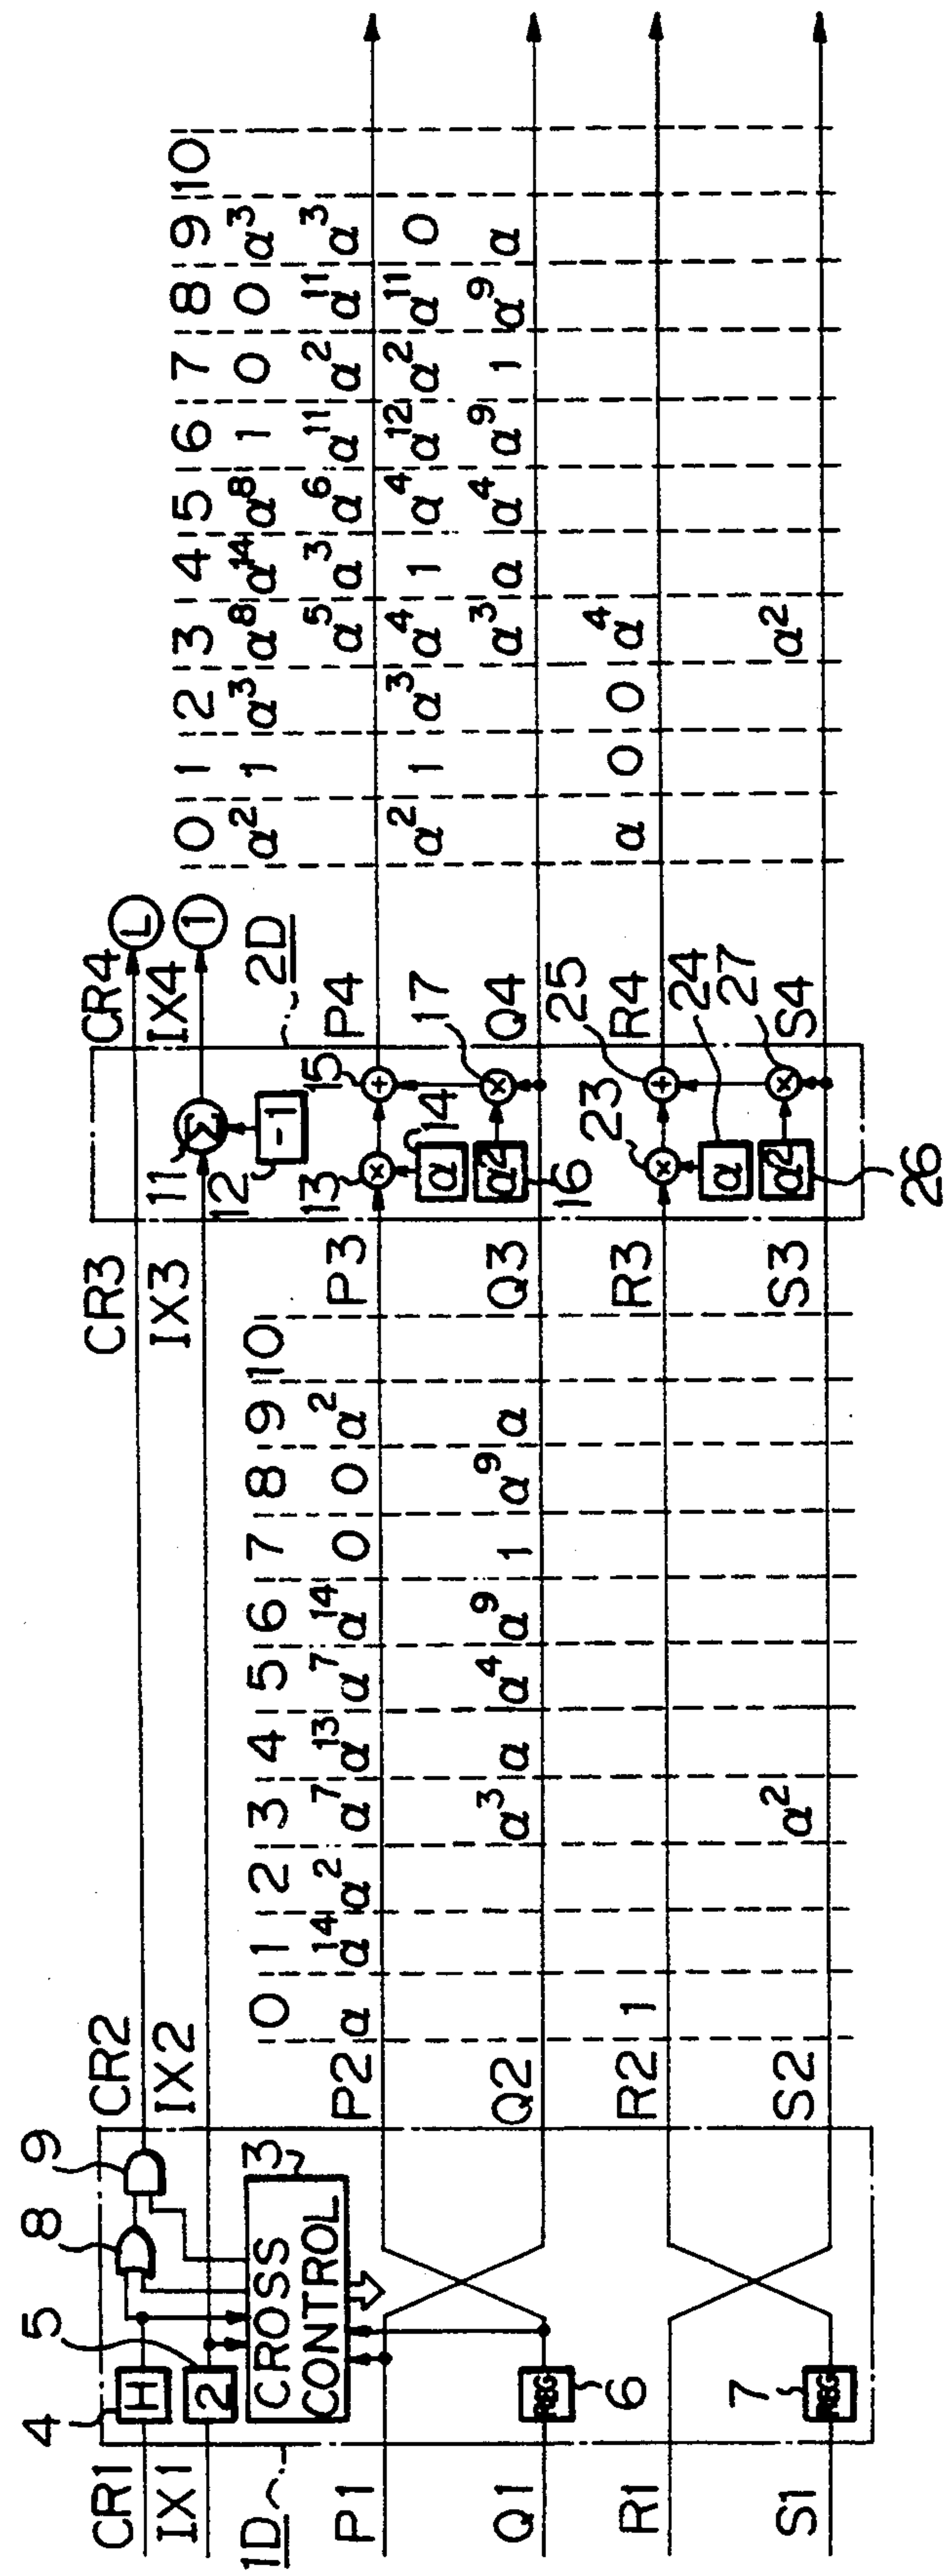 CR1
IX1
1D
P1
Q1
R1
S1
4
H
5
2
8
9
CROSS
CONTROL
3
REG
6
7
REG
CR2
IX2
P2
Q2
R2
S2
0 1 2 3 4 5 6 7 8 9 10
α α¹⁴ α² α⁷ α¹³ α⁷ α¹⁴ 0 0 α²
α³ α α⁴ α⁹ 1 α⁹ α
1
α²
CR3
IX3
P3
Q3
R3
S3
11
Σ
12
-1
13
×
15
+
14
α
17
×
16
α²
23
×
25
+
24
α
27
×
26
α²
CR4
L
IX4
1
2D
P4
Q4
R4
S4
0 1 2 3 4 5 6 7 8 9 10
α² 1 α³ α⁸ α¹⁴ α⁸ 1 0 0 α³
α⁵ α³ α⁶ α¹¹ α² α¹¹ α³
α² 1 α³ α⁴ 1 α⁴ α¹² α² α¹¹ 0
α³ α α⁴ α⁹ 1 α⁹ α
α 0 0 α⁴
α²